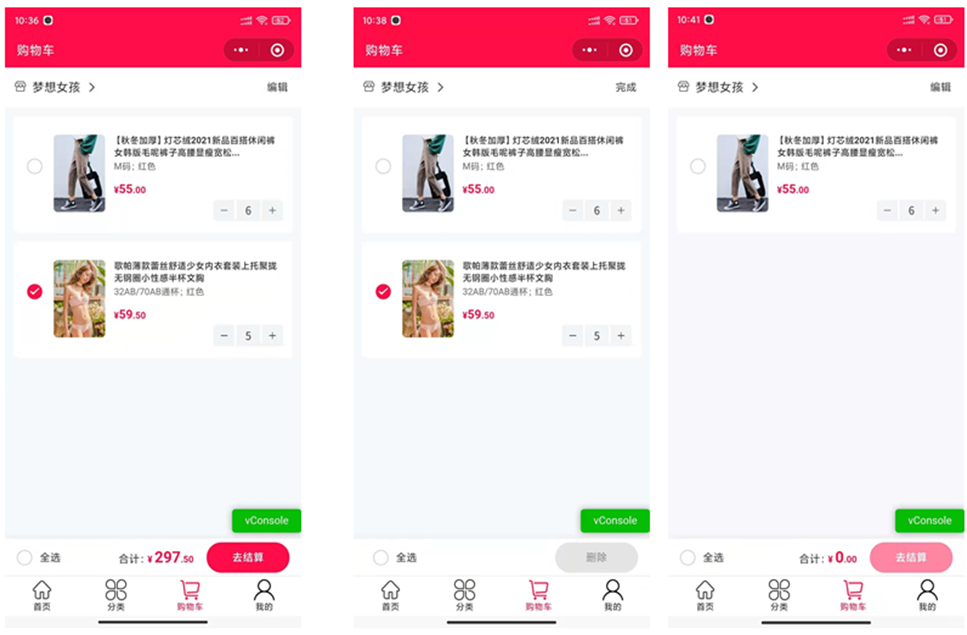 10:36
购物车
梦想女孩
编辑
【秋冬加厚】灯芯绒2021新品百搭休闲裤
女韩版毛呢裤子高腰显瘦宽松...
M码; 红色
¥55.00
6
歌帕薄款蕾丝舒适少女内衣套装上托聚拢
无钢圈小性感半杯文胸
32AB/70AB通杯; 红色
¥59.50
5
vConsole
全选
合计: ¥297.50
去结算
首页
分类
购物车
我的
10:38
购物车
梦想女孩
完成
【秋冬加厚】灯芯绒2021新品百搭休闲裤
女韩版毛呢裤子高腰显瘦宽松...
M码; 红色
¥55.00
6
歌帕薄款蕾丝舒适少女内衣套装上托聚拢
无钢圈小性感半杯文胸
32AB/70AB通杯; 红色
¥59.50
5
vConsole
全选
删除
首页
分类
购物车
我的
10:41
购物车
梦想女孩
编辑
【秋冬加厚】灯芯绒2021新品百搭休闲裤
女韩版毛呢裤子高腰显瘦宽松...
M码; 红色
¥55.00
6
vConsole
全选
合计: ¥0.00
去结算
首页
分类
购物车
我的